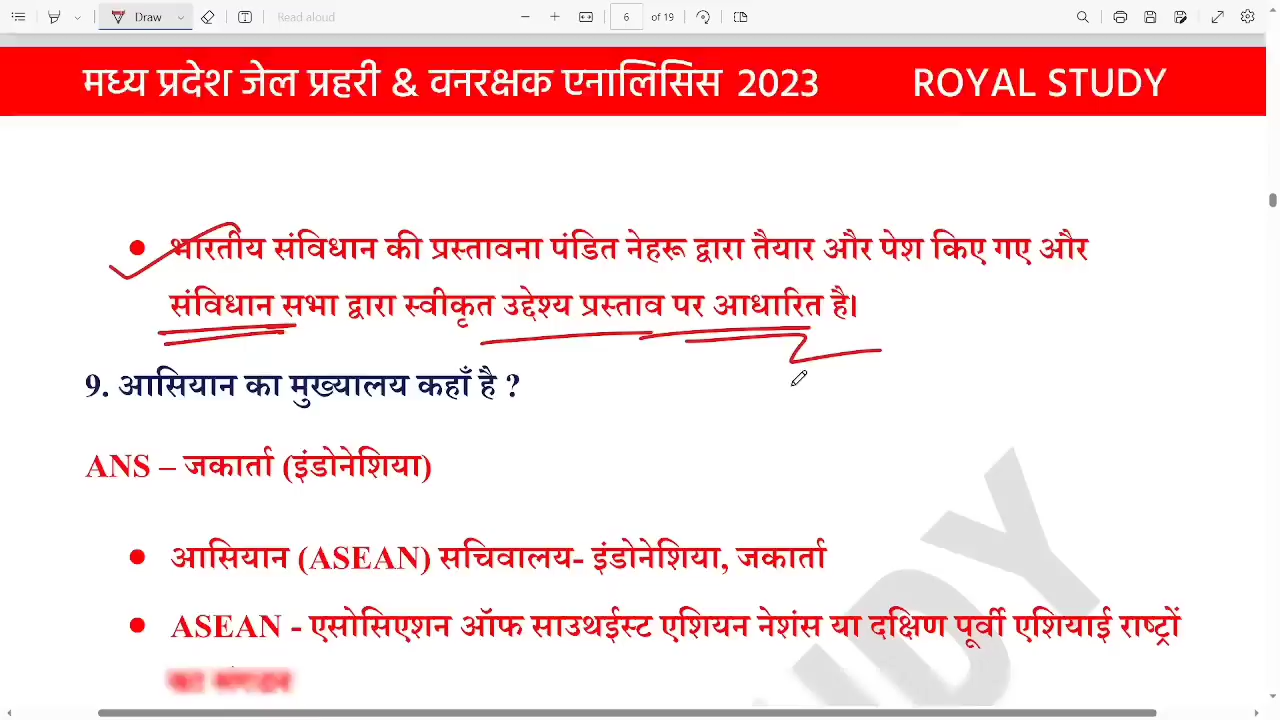 Draw
Read aloud
6 of 19
मध्य प्रदेश जेल प्रहरी & वनरक्षक एनालिसिस 2023 ROYAL STUDY
• भारतीय संविधान की प्रस्तावना पंडित नेहरू द्वारा तैयार और पेश किए गए और
संविधान सभा द्वारा स्वीकृत उद्देश्य प्रस्ताव पर आधारित है।
9. आसियान का मुख्यालय कहाँ है ?
ANS – जकार्ता (इंडोनेशिया)
• आसियान (ASEAN) सचिवालय- इंडोनेशिया, जकार्ता
• ASEAN - एसोसिएशन ऑफ साउथईस्ट एशियन नेशंस या दक्षिण पूर्वी एशियाई राष्ट्रों